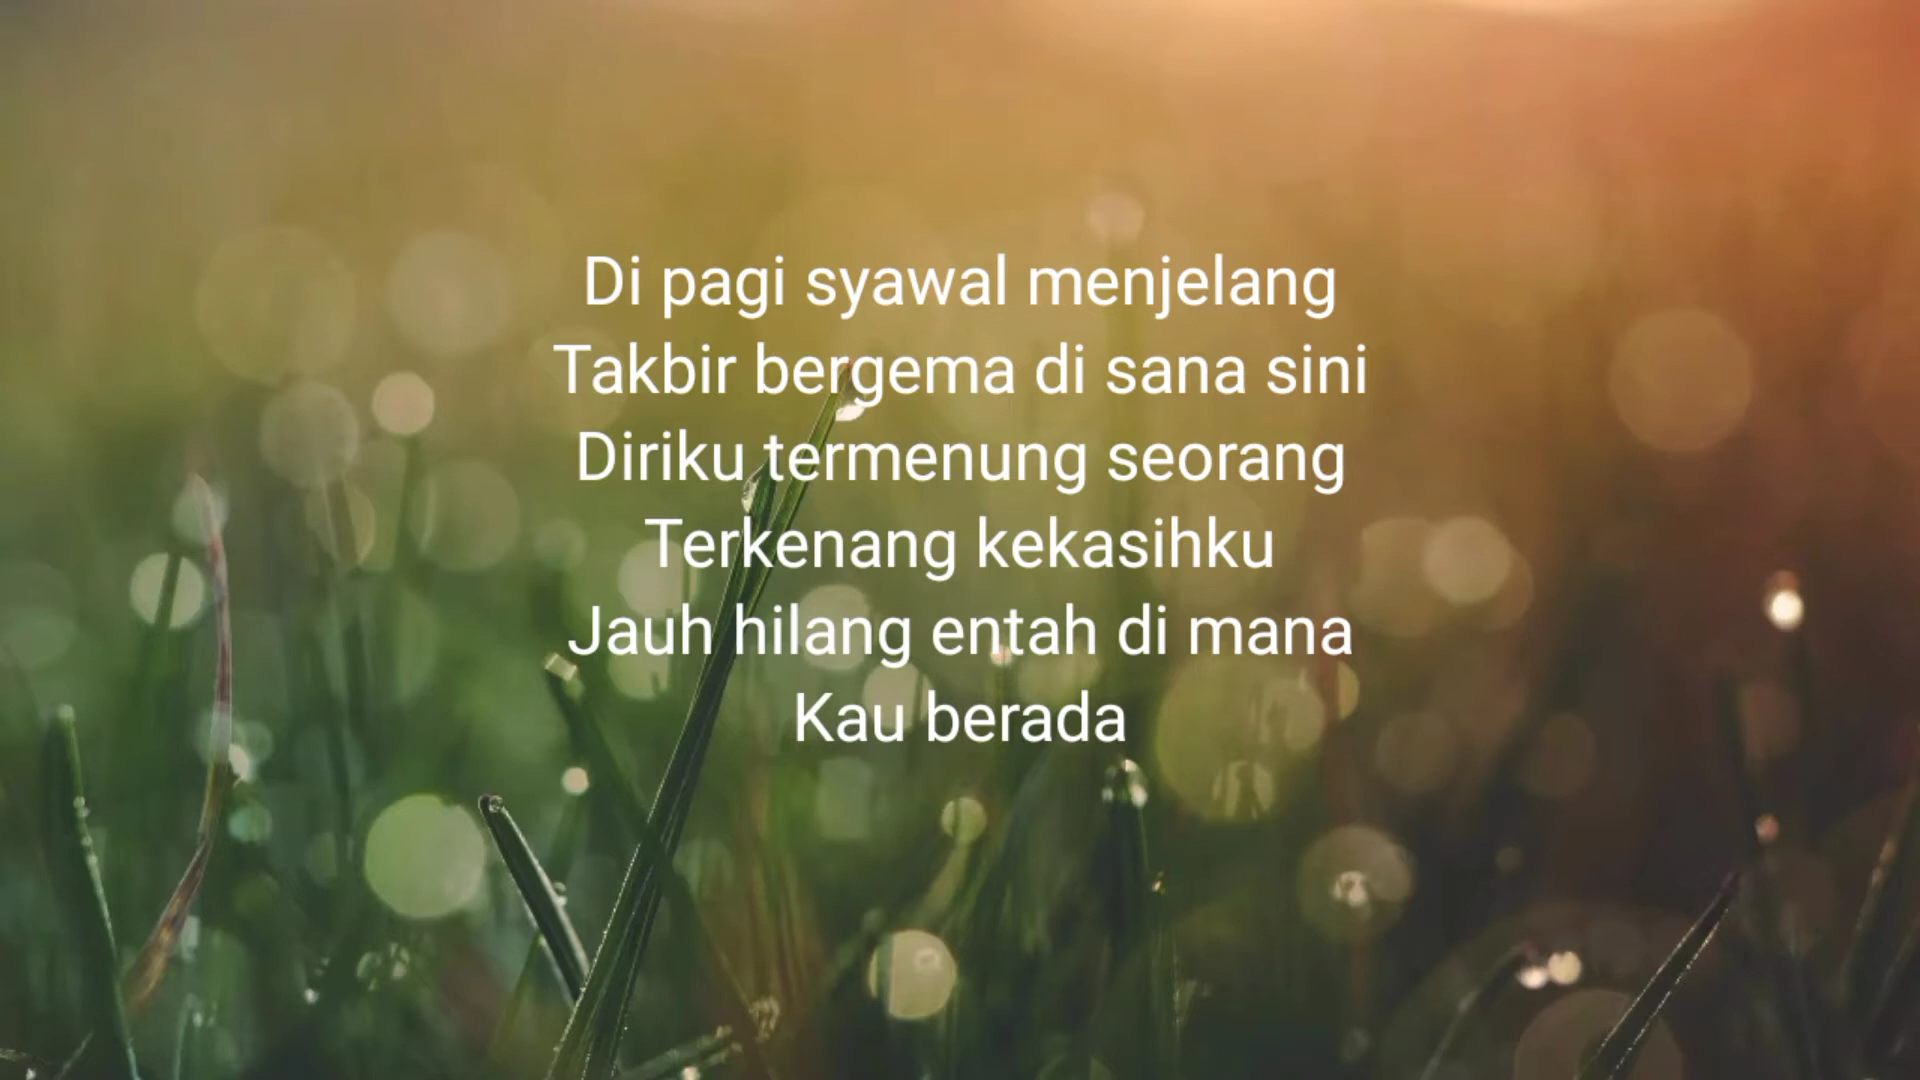 Di pagi syawal menjelang
Takbir bergema di sana sini
Diriku termenung seorang
Terkenang kekasihku
Jauh hilang entah di mana
Kau berada